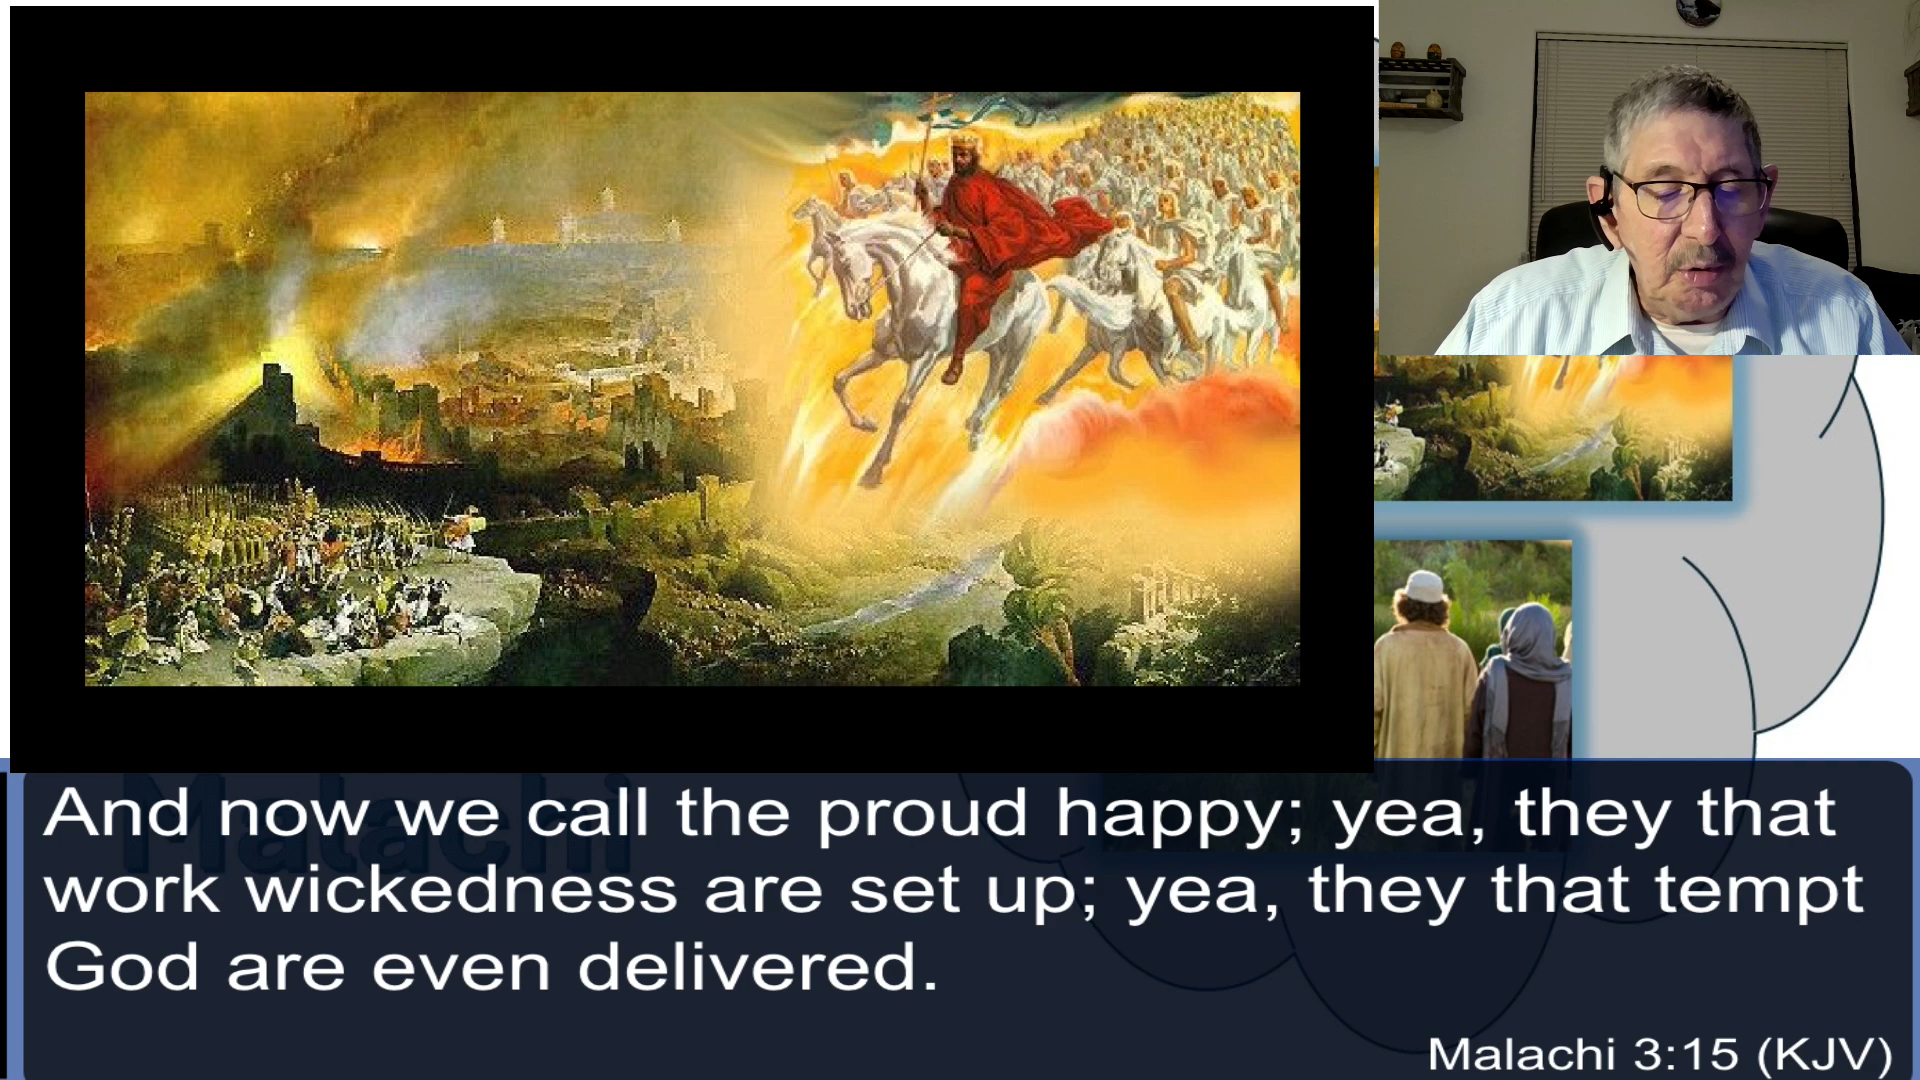 Malachi
And now we call the proud happy; yea, they that
work wickedness are set up; yea, they that tempt
God are even delivered.
Malachi 3:15 (KJV)